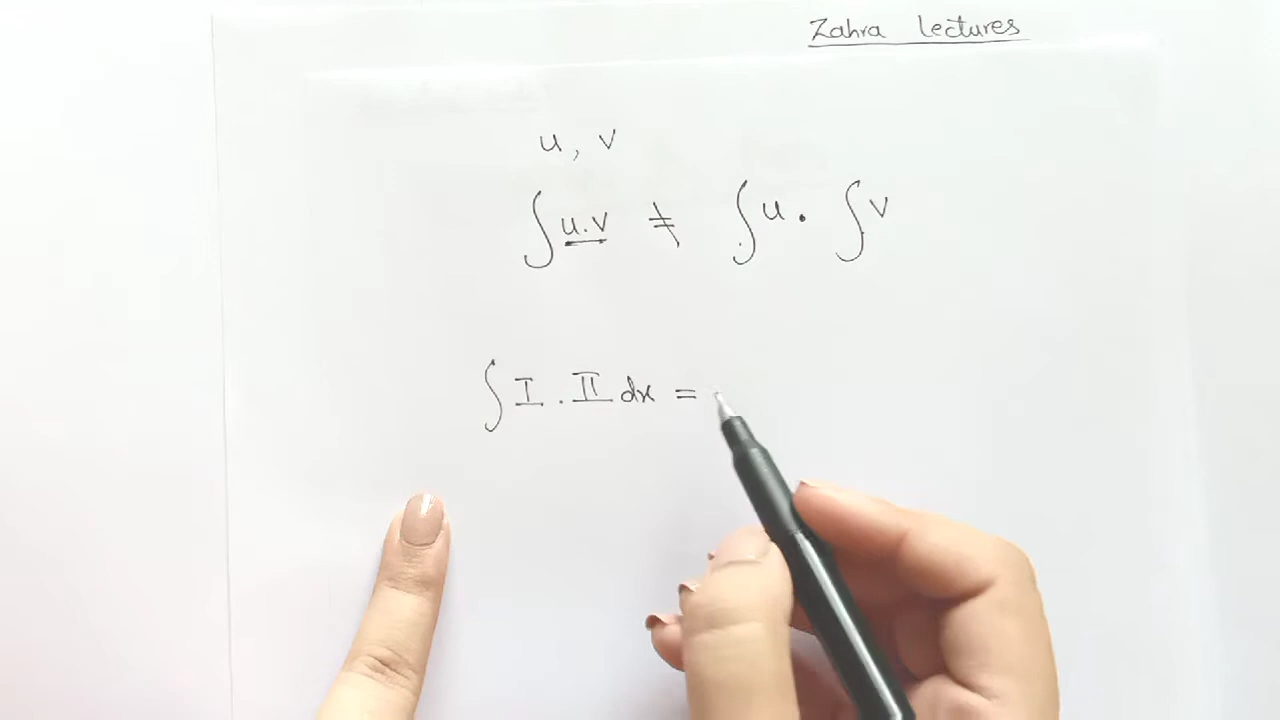 Zahra lectures
u, v
∫u.v ≠ ∫u. ∫v
∫I . II dx =